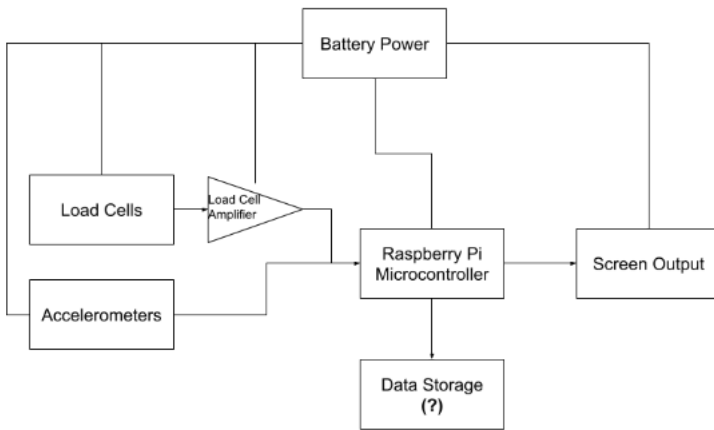 Battery Power
Load Cells
Load Cell
Amplifier
Raspberry Pi
Microcontroller
Screen Output
Accelerometers
Data Storage
(?)